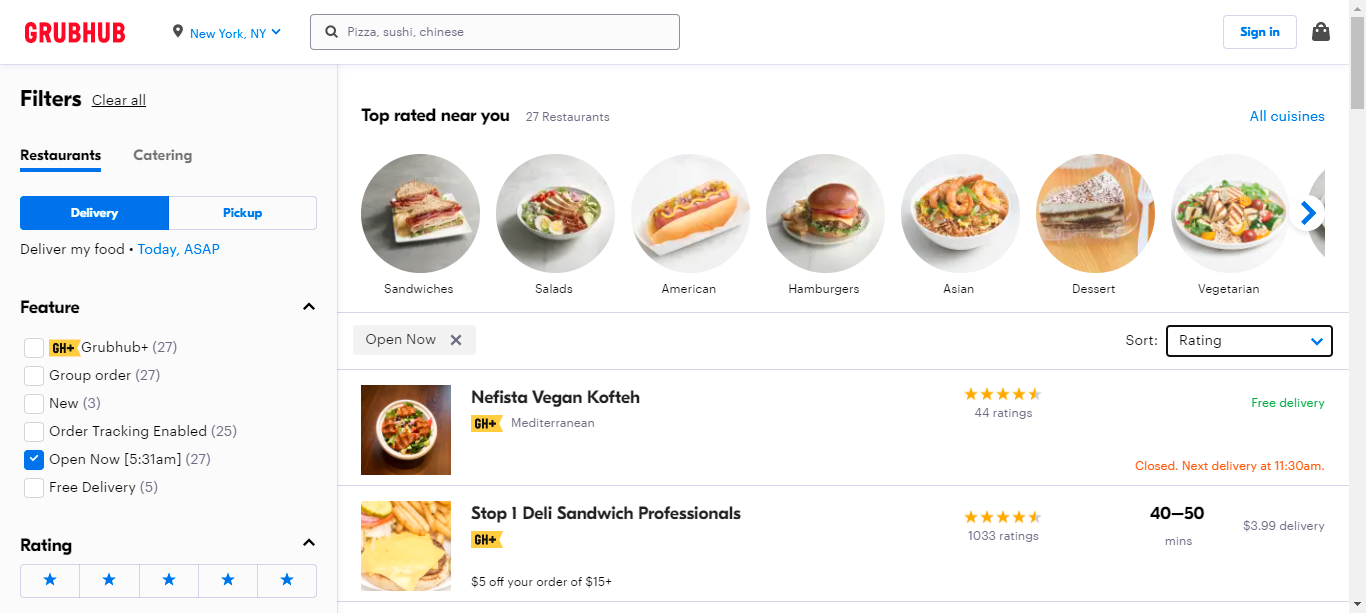 GRUBHUB
New York, NY
Pizza, sushi, chinese
Sign in
Filters Clear all
Restaurants Catering
Delivery Pickup
Deliver my food • Today, ASAP
Feature
GH+ Grubhub+ (27)
Group order (27)
New (3)
Order Tracking Enabled (25)
Open Now [5:31am] (27)
Free Delivery (5)
Rating
Top rated near you 27 Restaurants All cuisines
Sandwiches Salads American Hamburgers Asian Dessert Vegetarian
Open Now Sort: Rating
Nefista Vegan Kofteh
GH+ Mediterranean
44 ratings
Free delivery
Closed. Next delivery at 11:30am.
Stop 1 Deli Sandwich Professionals
GH+
1033 ratings
40–50
mins
$3.99 delivery
$5 off your order of $15+